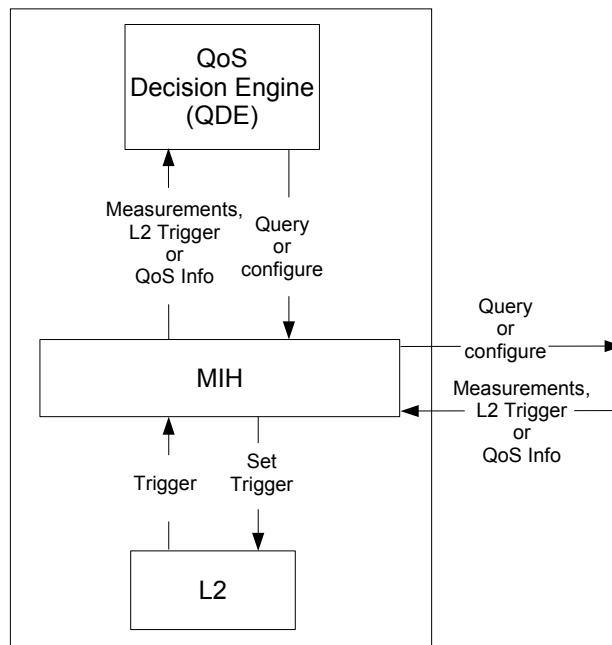 QoS
Decision Engine
(QDE)
Measurements,
L2 Trigger
or
QoS Info
Query
or
configure
Query
or
configure
MIH
Measurements,
L2 Trigger
or
QoS Info
Trigger
Set
Trigger
L2